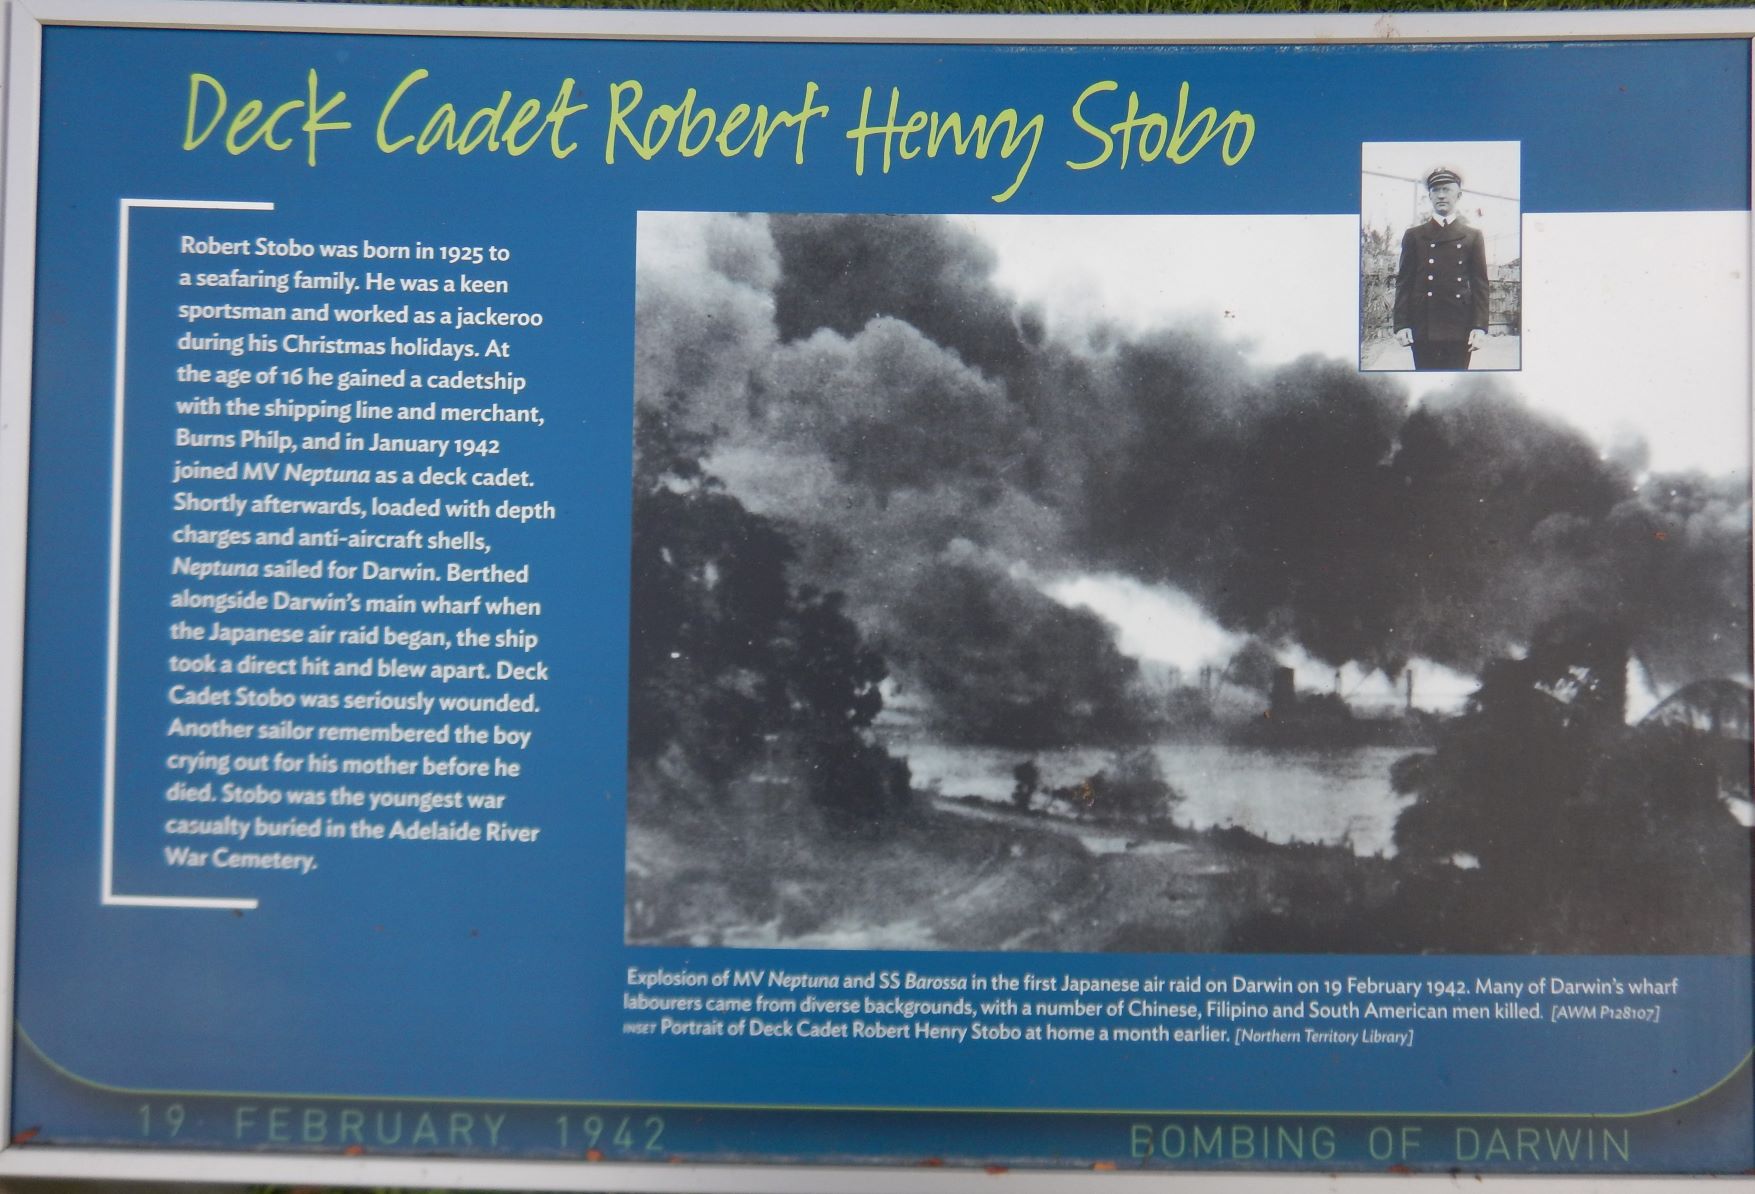 Deck Cadet Robert Henry Stobo
Robert Stobo was born in 1925 to
a seafaring family. He was a keen
sportsman and worked as a jackeroo
during his Christmas holidays. At
the age of 16 he gained a cadetship
with the shipping line and merchant,
Burns Philp, and in January 1942
joined MV Neptuna as a deck cadet.
Shortly afterwards, loaded with depth
charges and anti-aircraft shells,
Neptuna sailed for Darwin. Berthed
alongside Darwin's main wharf when
the Japanese air raid began, the ship
took a direct hit and blew apart. Deck
Cadet Stobo was seriously wounded.
Another sailor remembered the boy
crying out for his mother before he
died. Stobo was the youngest war
casualty buried in the Adelaide River
War Cemetery.
Explosion of MV Neptuna and SS Barossa in the first Japanese air raid on Darwin on 19 February 1942. Many of Darwin's wharf
labourers came from diverse backgrounds, with a number of Chinese, Filipino and South American men killed. [AWM P128107]
INSET Portrait of Deck Cadet Robert Henry Stobo at home a month earlier. [Northern Territory Library]
19 FEBRUARY 1942
BOMBING OF DARWIN